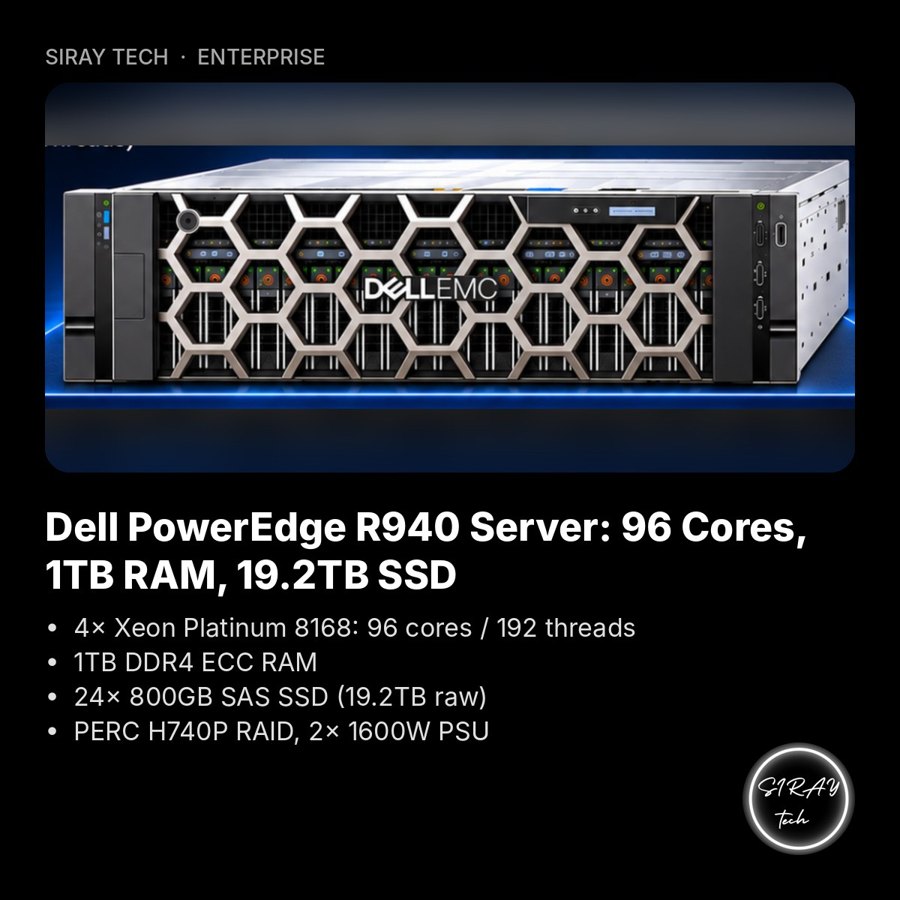 SIRAY TECH · ENTERPRISE
DELLEMC
Dell PowerEdge R940 Server: 96 Cores,
1TB RAM, 19.2TB SSD
• 4× Xeon Platinum 8168: 96 cores / 192 threads
• 1TB DDR4 ECC RAM
• 24× 800GB SAS SSD (19.2TB raw)
• PERC H740P RAID, 2× 1600W PSU
SIRAY
tech